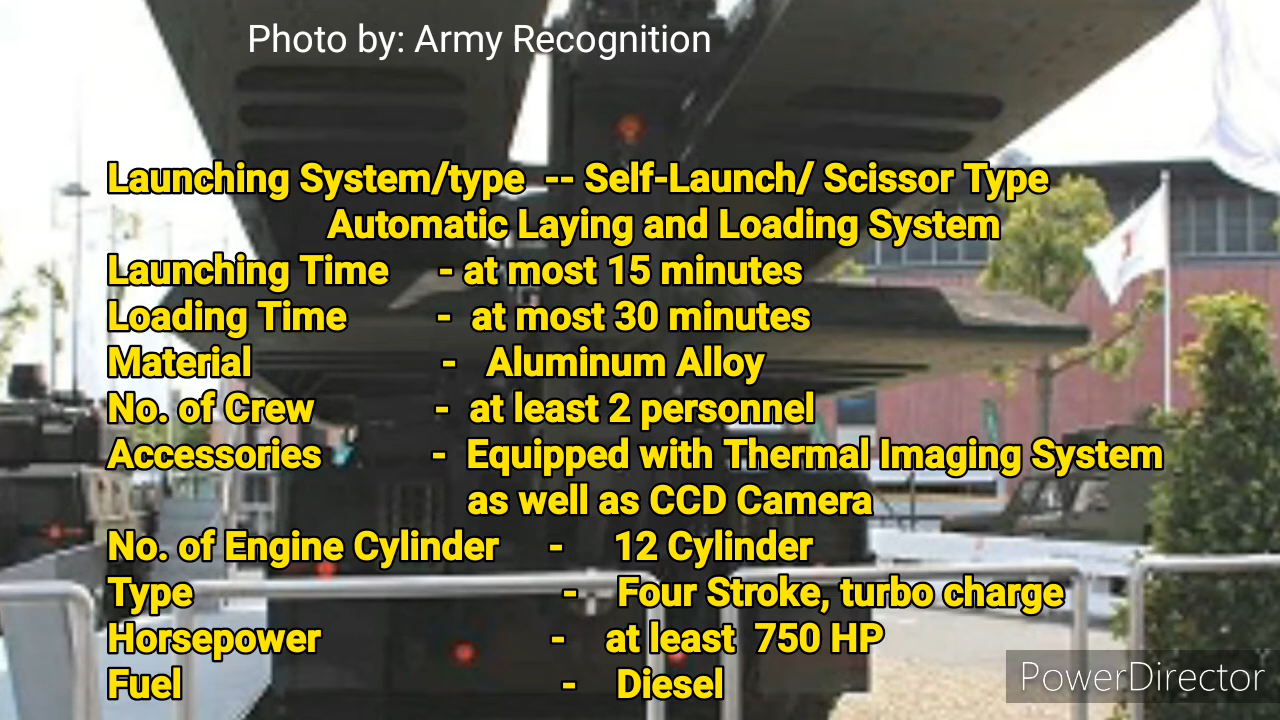 Photo by: Army Recognition
Launching System/type -- Self-Launch/ Scissor Type
Automatic Laying and Loading System
Launching Time - at most 15 minutes
Loading Time - at most 30 minutes
Material - Aluminum Alloy
No. of Crew - at least 2 personnel
Accessories - Equipped with Thermal Imaging System
as well as CCD Camera
No. of Engine Cylinder - 12 Cylinder
Type - Four Stroke, turbo charge
Horsepower - at least 750 HP
Fuel - Diesel
PowerDirector